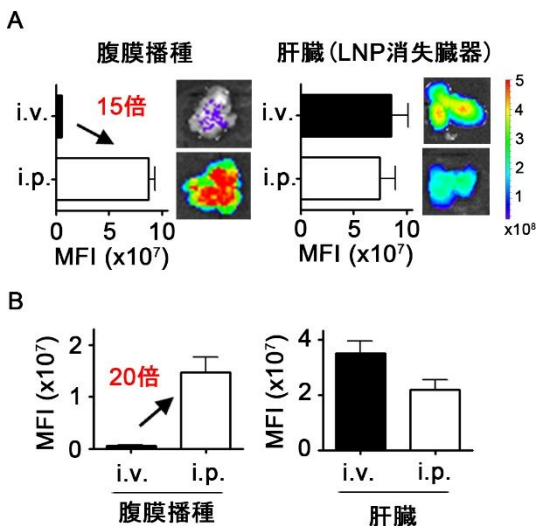 A
腹膜播種
肝臓(LNP消失臓器)
i.v.
15倍
i.p.
0 5 10
MFI (x10⁷)
i.v.
i.p.
0 5 10
MFI (x10⁷)
5
4
3
2
1
x10⁸
B
MFI (x10⁷)
2
1
0
20倍
i.v. i.p.
腹膜播種
MFI (x10⁷)
4
2
0
i.v. i.p.
肝臓